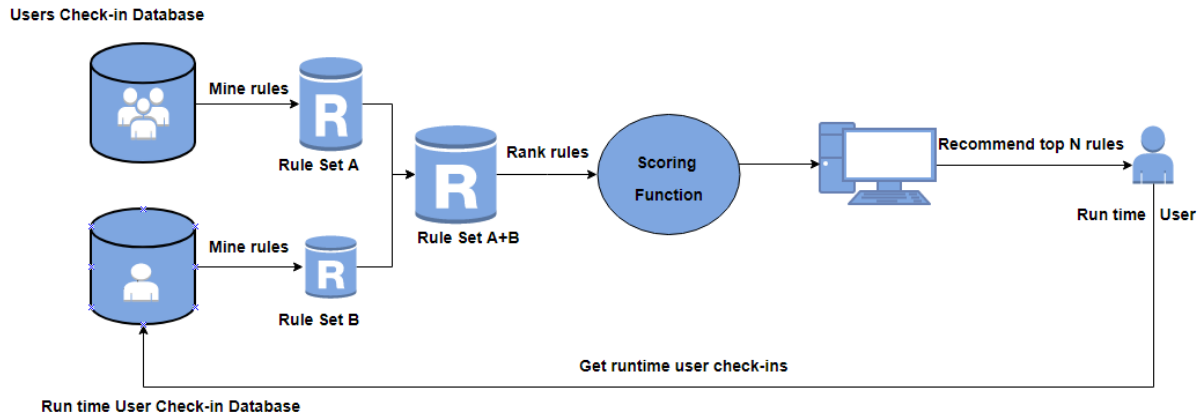 Users Check-in Database
Mine rules
R
Rule Set A
R
Rule Set A+B
Rank rules
Scoring
Function
Recommend top N rules
Run time User
Mine rules
R
Rule Set B
Get runtime user check-ins
Run time User Check-in Database